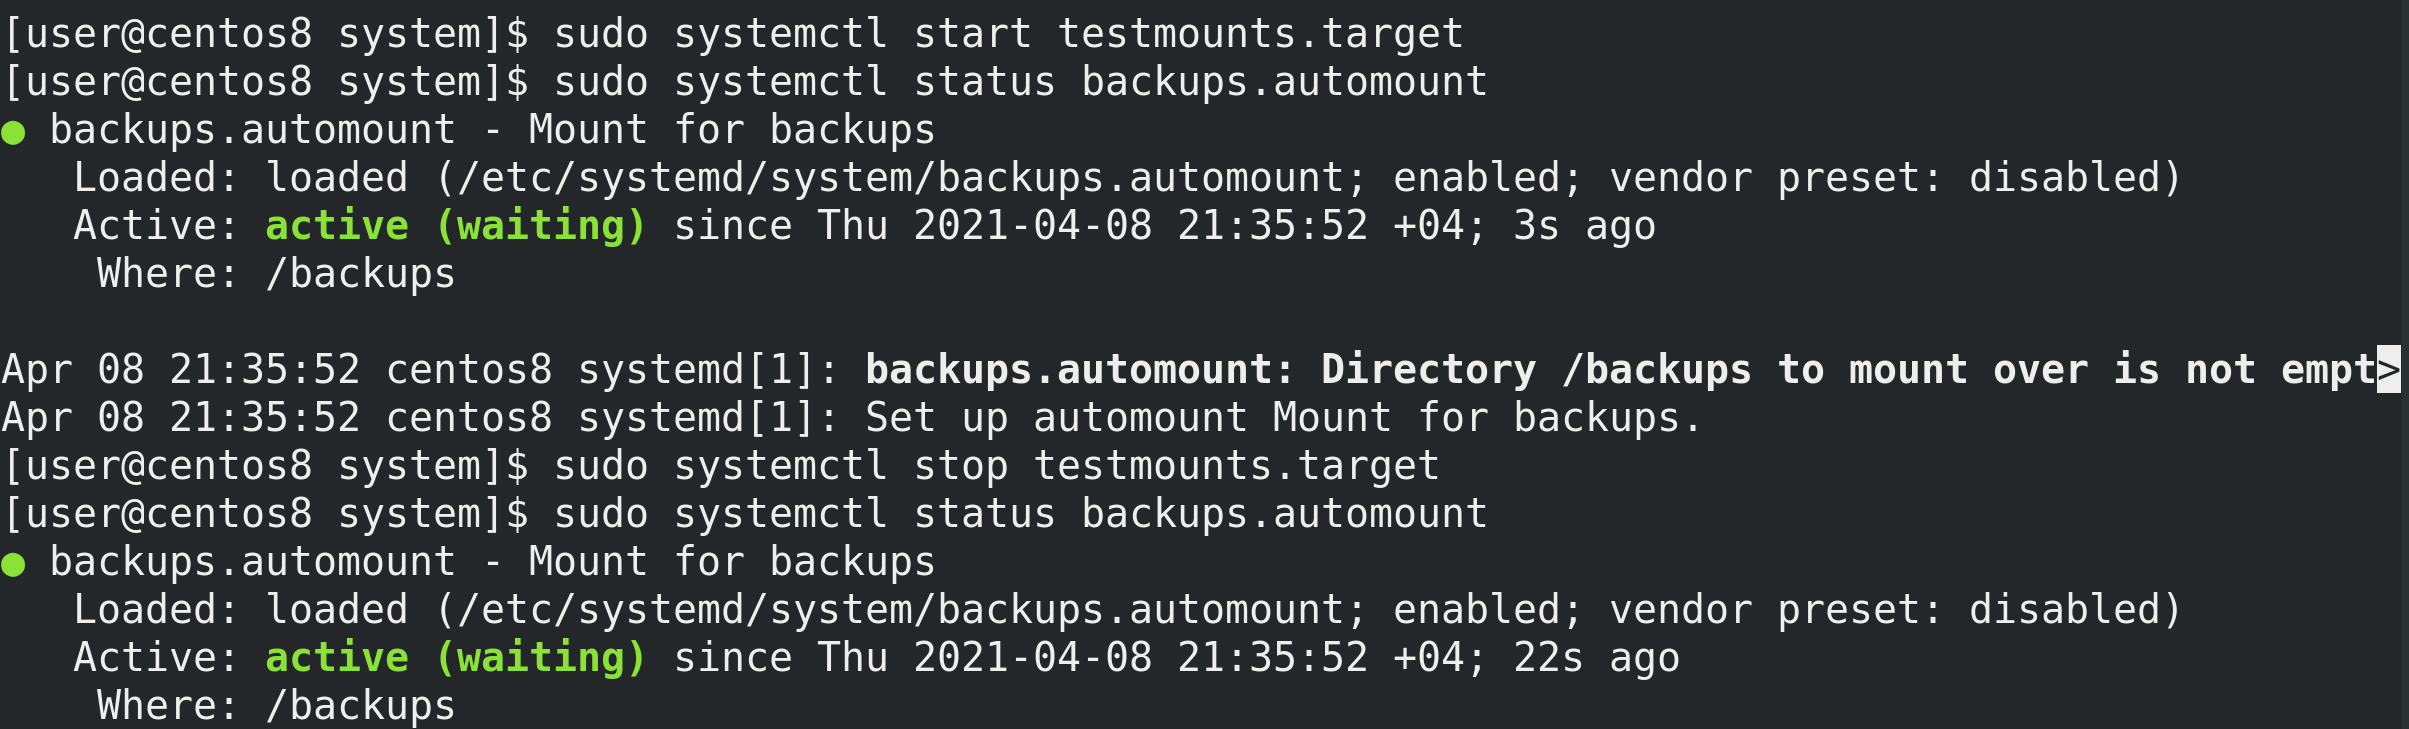 [user@centos8 system]$ sudo systemctl start testmounts.target
[user@centos8 system]$ sudo systemctl status backups.automount
● backups.automount - Mount for backups
   Loaded: loaded (/etc/systemd/system/backups.automount; enabled; vendor preset: disabled)
   Active: active (waiting) since Thu 2021-04-08 21:35:52 +04; 3s ago
    Where: /backups

Apr 08 21:35:52 centos8 systemd[1]: backups.automount: Directory /backups to mount over is not empt>
Apr 08 21:35:52 centos8 systemd[1]: Set up automount Mount for backups.
[user@centos8 system]$ sudo systemctl stop testmounts.target
[user@centos8 system]$ sudo systemctl status backups.automount
● backups.automount - Mount for backups
   Loaded: loaded (/etc/systemd/system/backups.automount; enabled; vendor preset: disabled)
   Active: active (waiting) since Thu 2021-04-08 21:35:52 +04; 22s ago
    Where: /backups